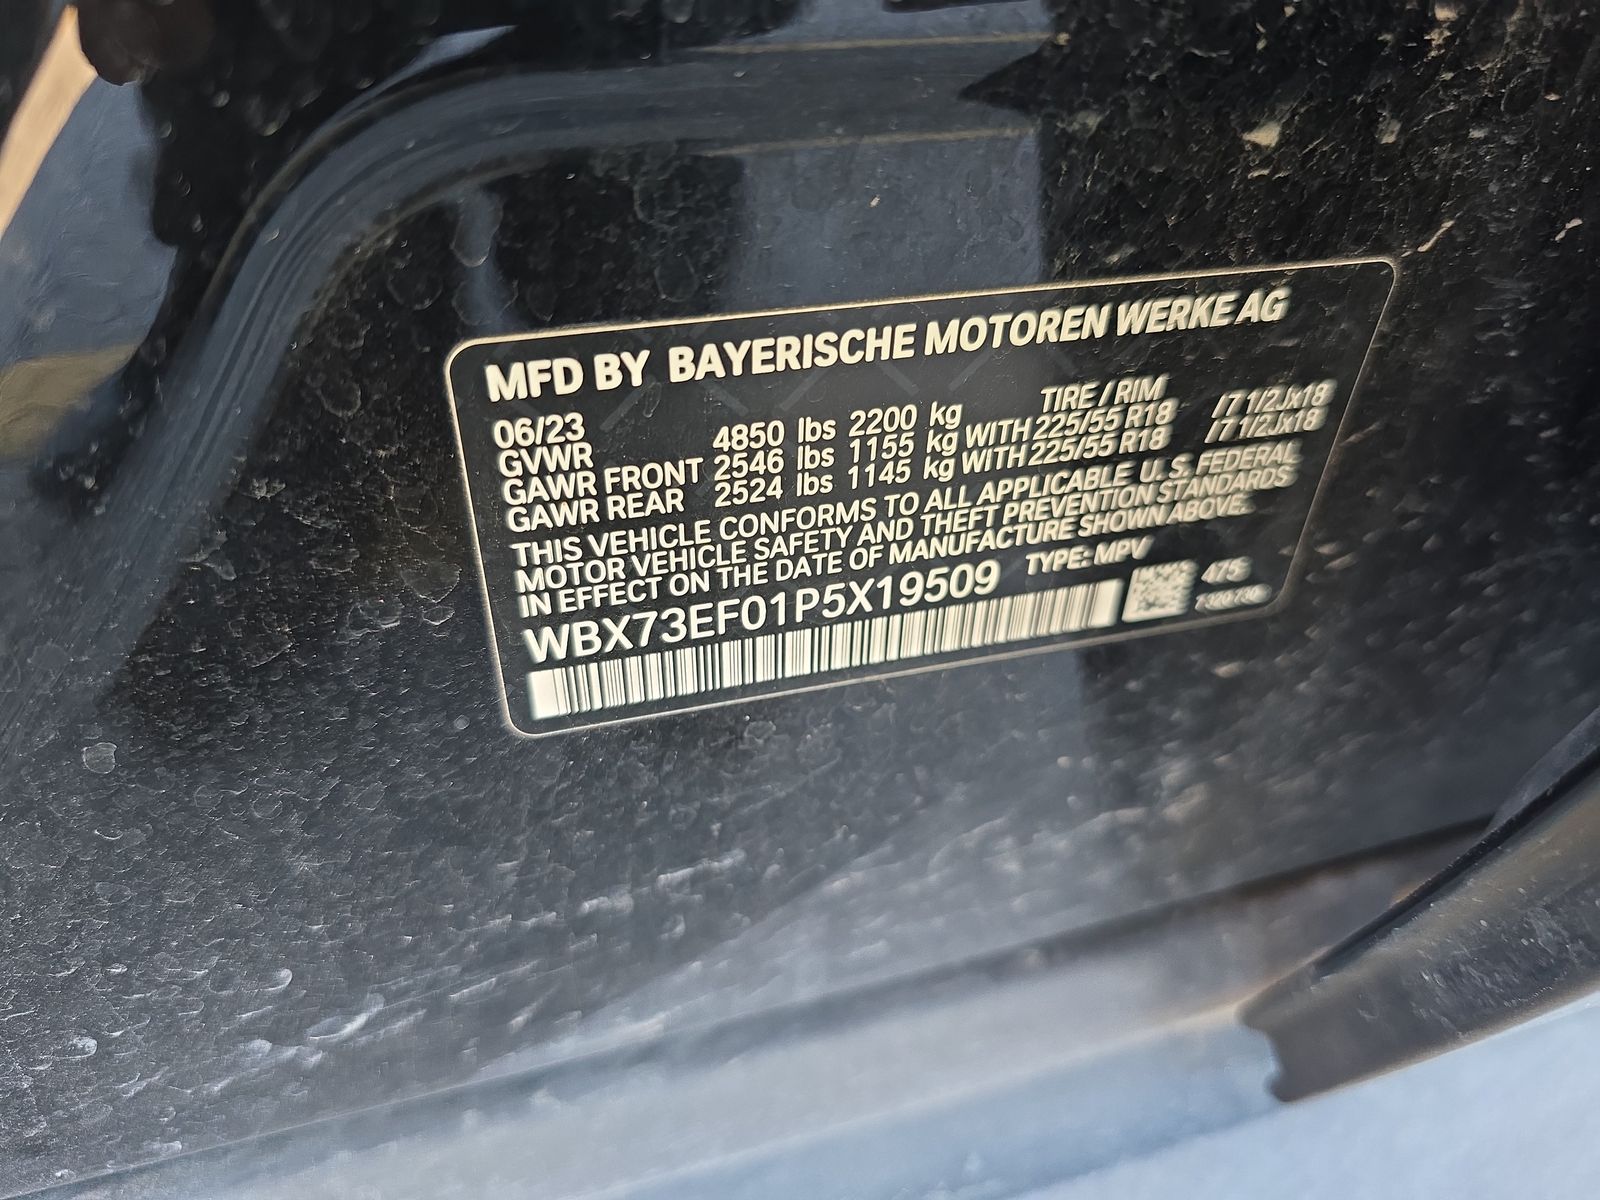 MFD BY BAYERISCHE MOTOREN WERKE AG
06/23 TIRE / RIM
GVWR 4850 lbs 2200 kg
GAWR FRONT 2546 lbs 1155 kg WITH 225/55 R18 /7 1/2Jx18
GAWR REAR 2524 lbs 1145 kg WITH 225/55 R18 /7 1/2Jx18
THIS VEHICLE CONFORMS TO ALL APPLICABLE U.S. FEDERAL
MOTOR VEHICLE SAFETY AND THEFT PREVENTION STANDARDS
IN EFFECT ON THE DATE OF MANUFACTURE SHOWN ABOVE.
WBX73EF01P5X19509 TYPE: MPV
475